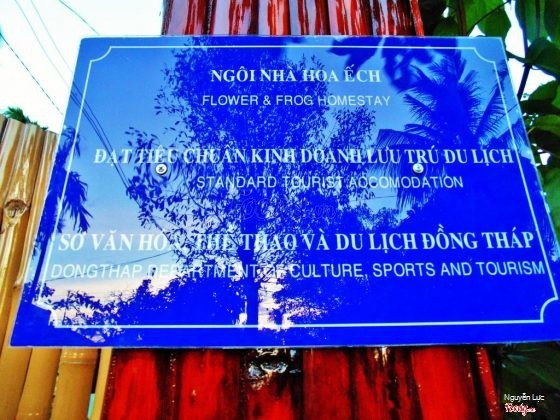 NGÔI NHÀ HOA ẾCH
FLOWER & FROG HOMESTAY
ĐẠT TIÊU CHUẨN KINH DOANH LƯU TRÚ DU LỊCH
STANDARD TOURIST ACCOMODATION
SỞ VĂN HÓA, THỂ THAO VÀ DU LỊCH ĐỒNG THÁP
DONGTHAP DEPARTMENT OF CULTURE, SPORTS AND TOURISM
Nguyễn Lực
Foody.vn